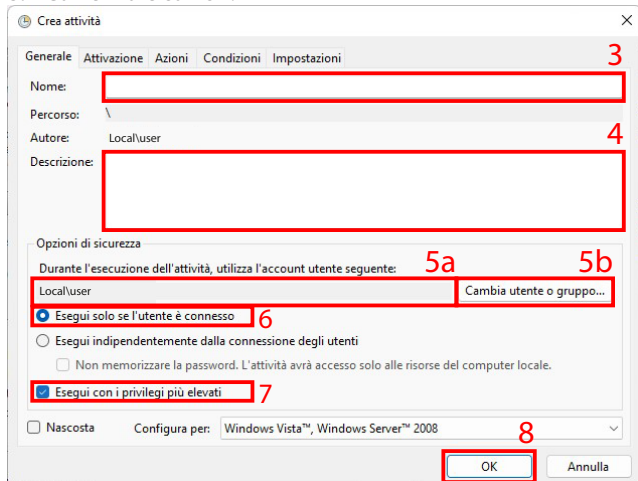 Crea attività
Generale Attivazione Azioni Condizioni Impostazioni
3
Nome:
Percorso: \
Autore: Local\user
4
Descrizione:
Opzioni di sicurezza
Durante l'esecuzione dell'attività, utilizza l'account utente seguente:
5a
5b
Local\user
Cambia utente o gruppo...
Esegui solo se l'utente è connesso
6
Esegui indipendentemente dalla connessione degli utenti
Non memorizzare la password. L'attività avrà accesso solo alle risorse del computer locale.
Esegui con i privilegi più elevati
7
Nascosta Configura per: Windows Vista™, Windows Server™ 2008
8
OK Annulla